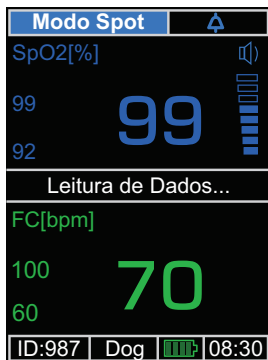 Modo Spot
SpO2[%]
99
92
99
Leitura de Dados...
FC[bpm]
100
60
70
ID:987 Dog 08:30